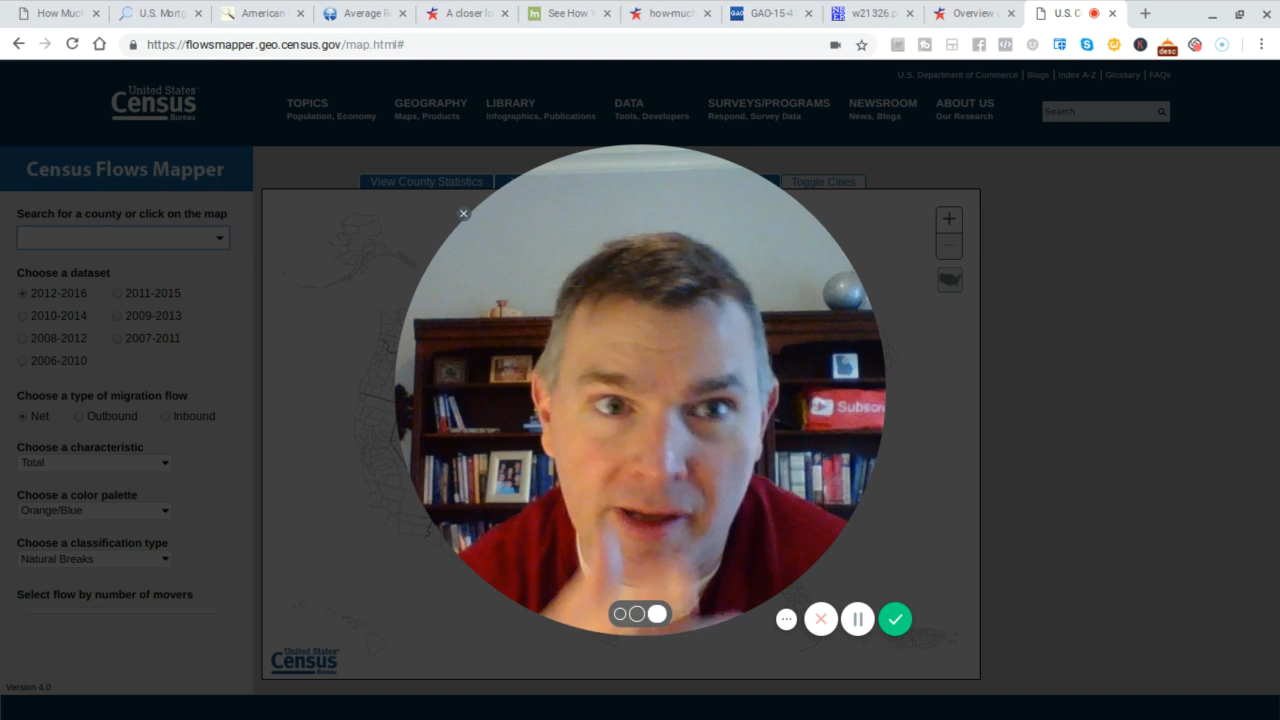 How Much
U.S. Mortg
American
Average R
A closer lo
See How Y
how-much
GAO-15-4
w21326.p
Overview
U.S. C
https://flowsmapper.geo.census.gov/map.html#
desc
U.S. Department of Commerce | Blogs | Index A-Z | Glossary | FAQs
United States
Census
Bureau
TOPICS
Population, Economy
GEOGRAPHY
Maps, Products
LIBRARY
Infographics, Publications
DATA
Tools, Developers
SURVEYS/PROGRAMS
Respond, Survey Data
NEWSROOM
News, Blogs
ABOUT US
Our Research
Search
Census Flows Mapper
View County Statistics
Toggle Cities
Search for a county or click on the map
Choose a dataset
2012-2016 2011-2015
2010-2014 2009-2013
2008-2012 2007-2011
2006-2010
Choose a type of migration flow
Net Outbound Inbound
Choose a characteristic
Total
Choose a color palette
Orange/Blue
Choose a classification type
Natural Breaks
Select flow by number of movers
Subscr
United States
Census
Bureau
Version 4.0